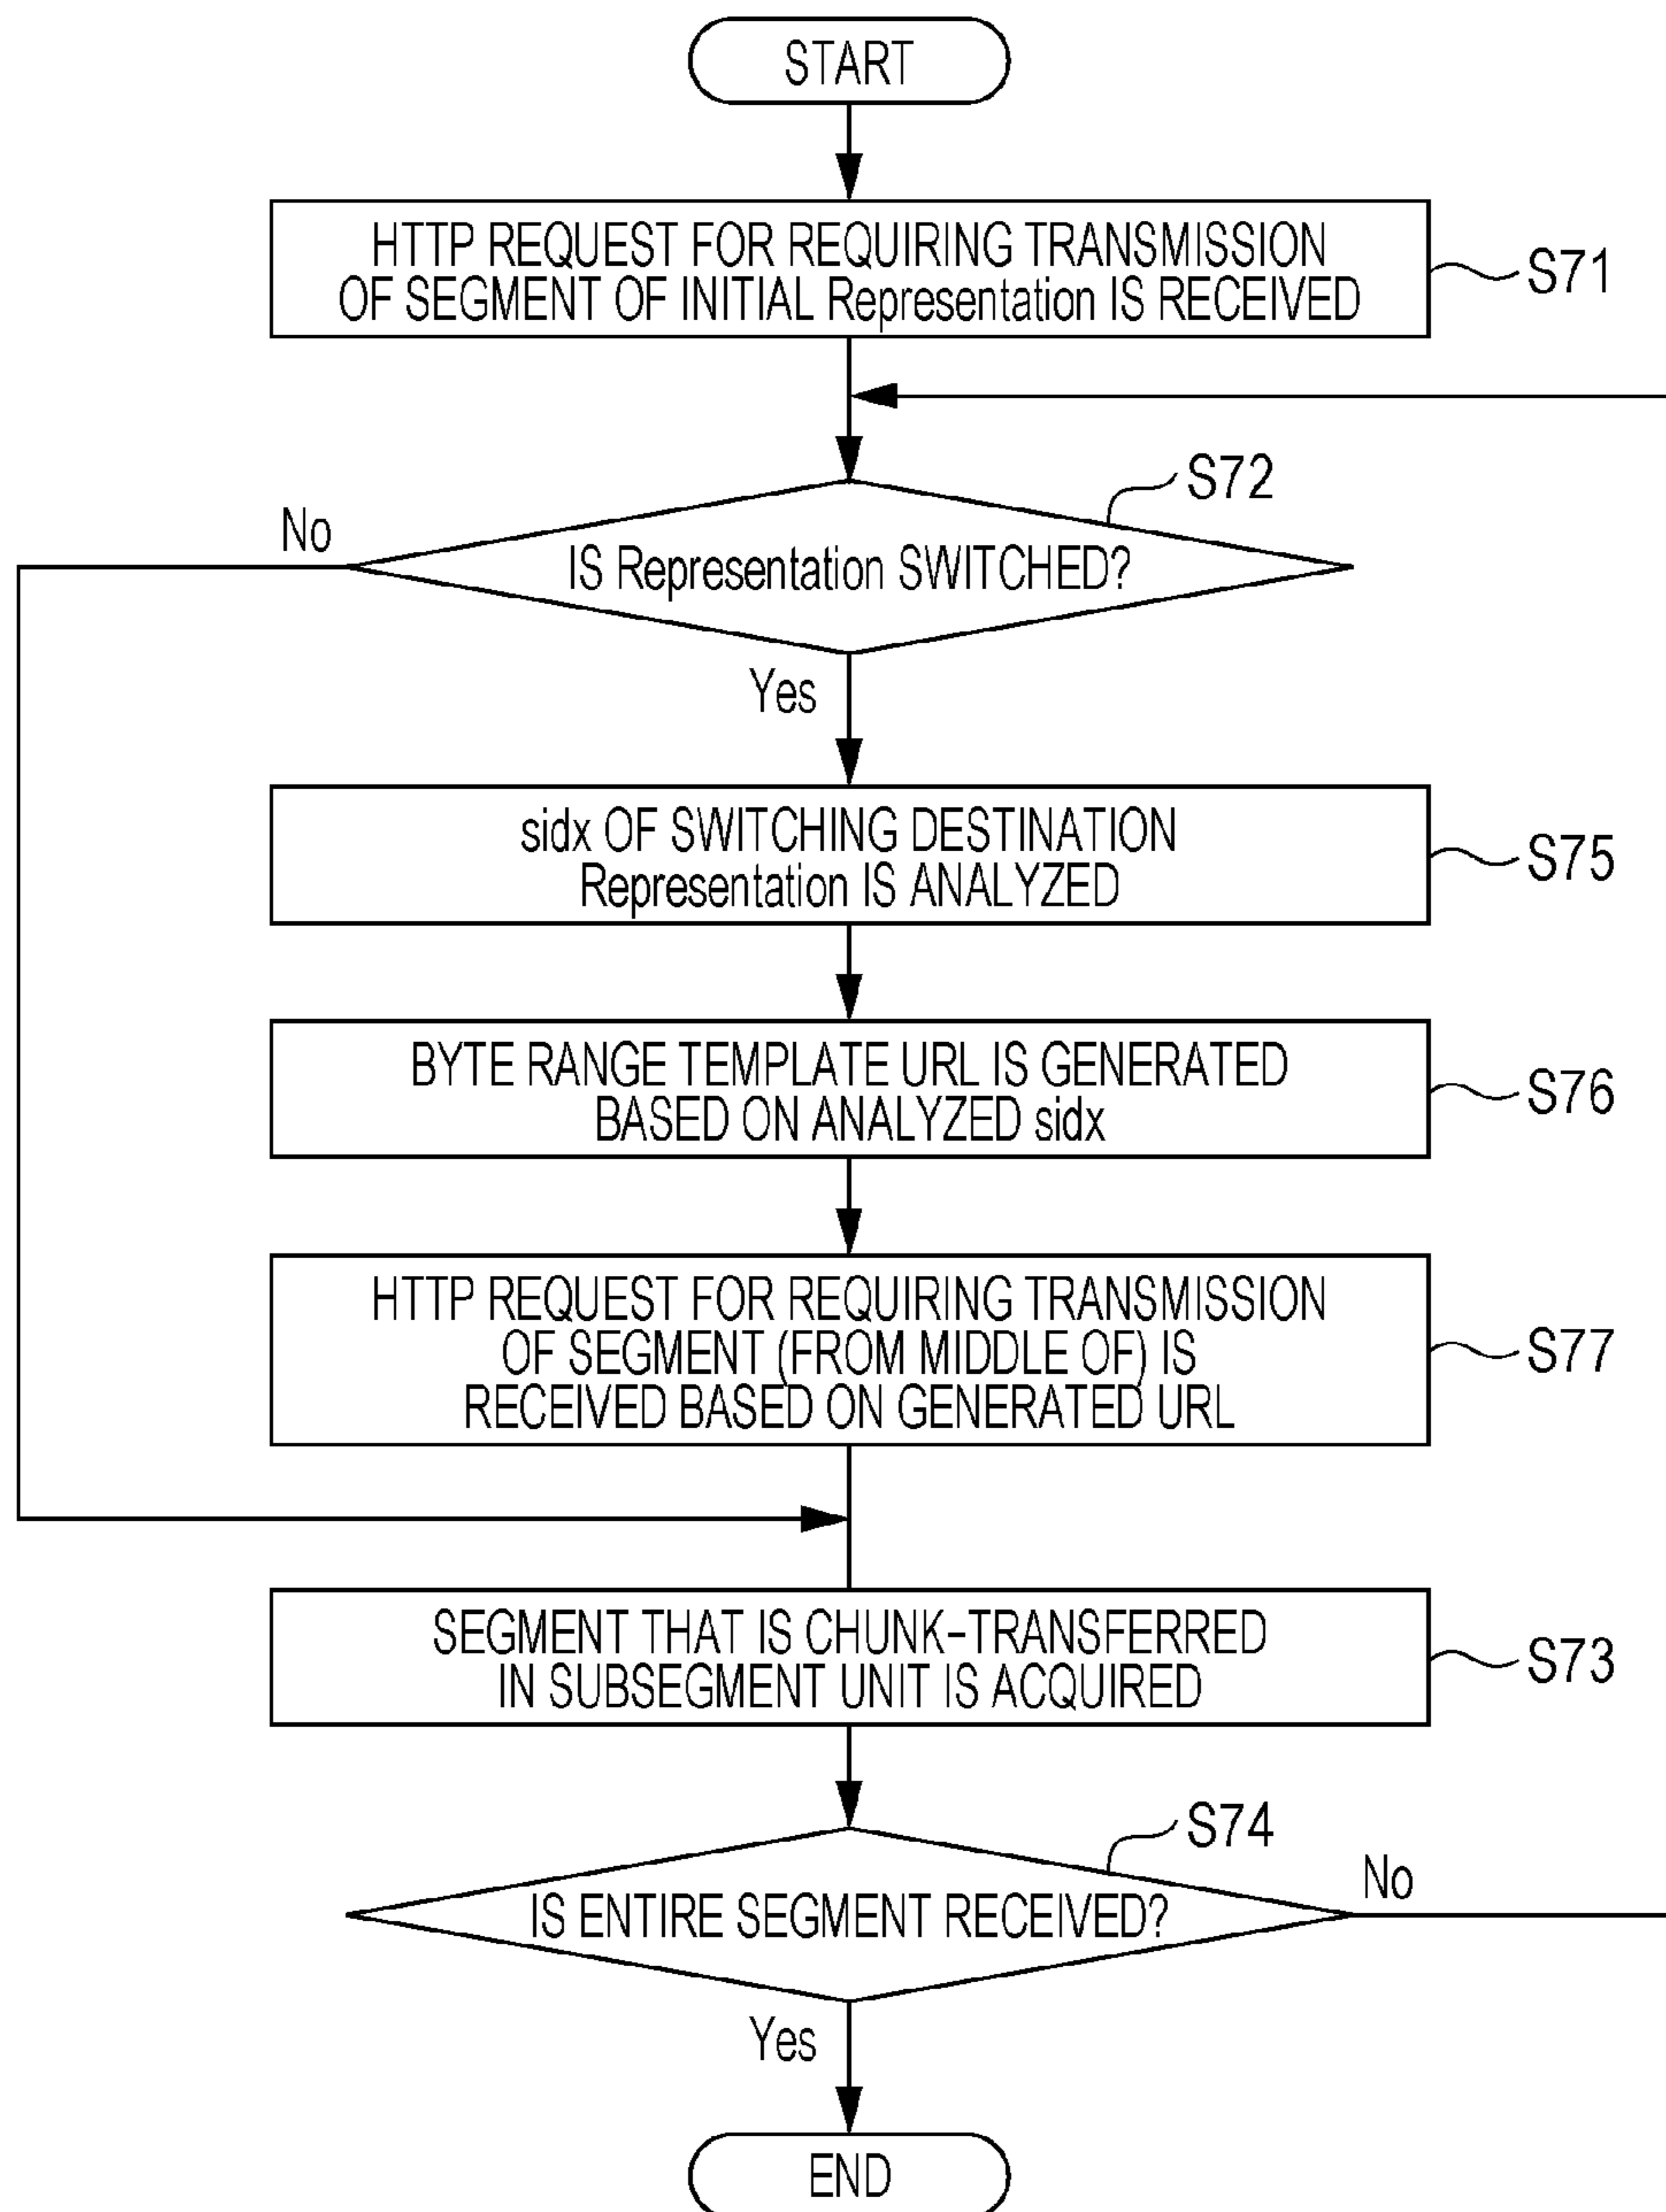 START
HTTP REQUEST FOR REQUIRING TRANSMISSION
OF SEGMENT OF INITIAL Representation IS RECEIVED
S71
S72
No
IS Representation SWITCHED?
Yes
sidx OF SWITCHING DESTINATION
Representation IS ANALYZED
S75
BYTE RANGE TEMPLATE URL IS GENERATED
BASED ON ANALYZED sidx
S76
HTTP REQUEST FOR REQUIRING TRANSMISSION
OF SEGMENT (FROM MIDDLE OF) IS
RECEIVED BASED ON GENERATED URL
S77
SEGMENT THAT IS CHUNK-TRANSFERRED
IN SUBSEGMENT UNIT IS ACQUIRED
S73
S74
No
IS ENTIRE SEGMENT RECEIVED?
Yes
END